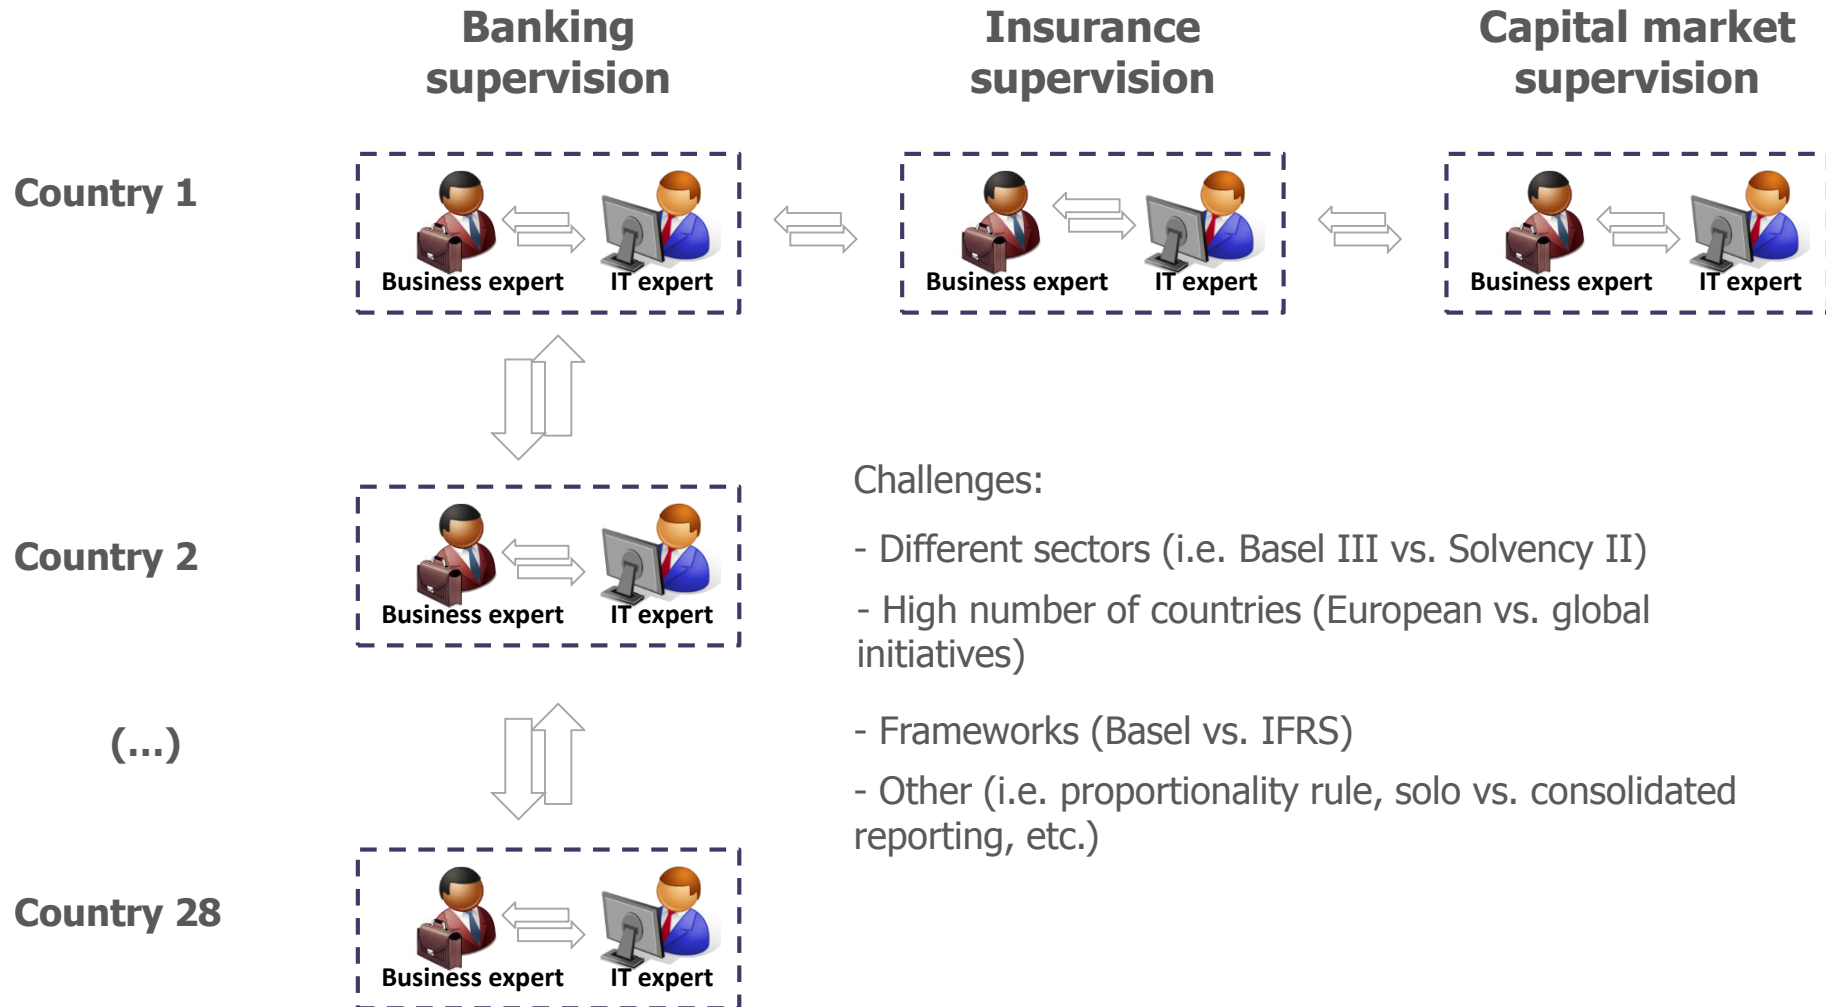 Banking
supervision
Insurance
supervision
Capital market
supervision
Country 1
Business expert
IT expert
Business expert
IT expert
Business expert
IT expert
Country 2
Business expert
IT expert
Challenges:
- Different sectors (i.e. Basel III vs. Solvency II)
- High number of countries (European vs. global
initiatives)
(...)
- Frameworks (Basel vs. IFRS)
- Other (i.e. proportionality rule, solo vs. consolidated
reporting, etc.)
Country 28
Business expert
IT expert